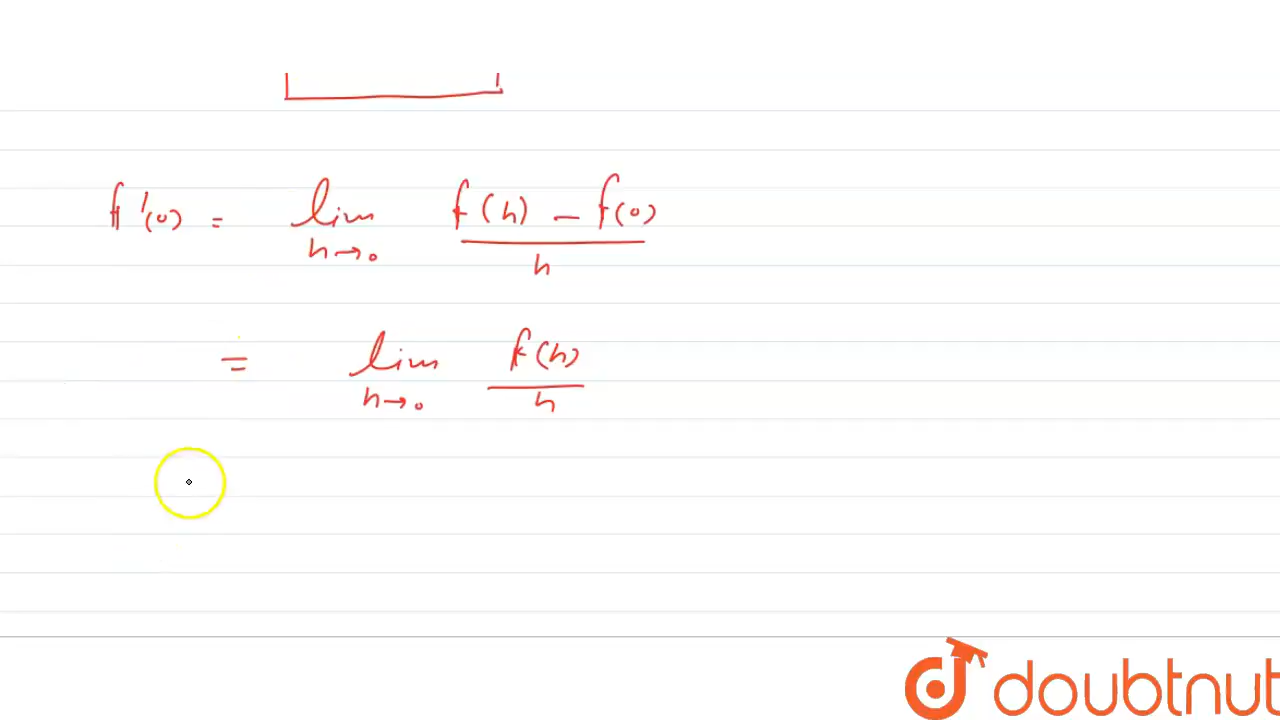 f'(0) = lim h→0 f(h) − f(0) / h
= lim h→0 f(h) / h
doubtnut